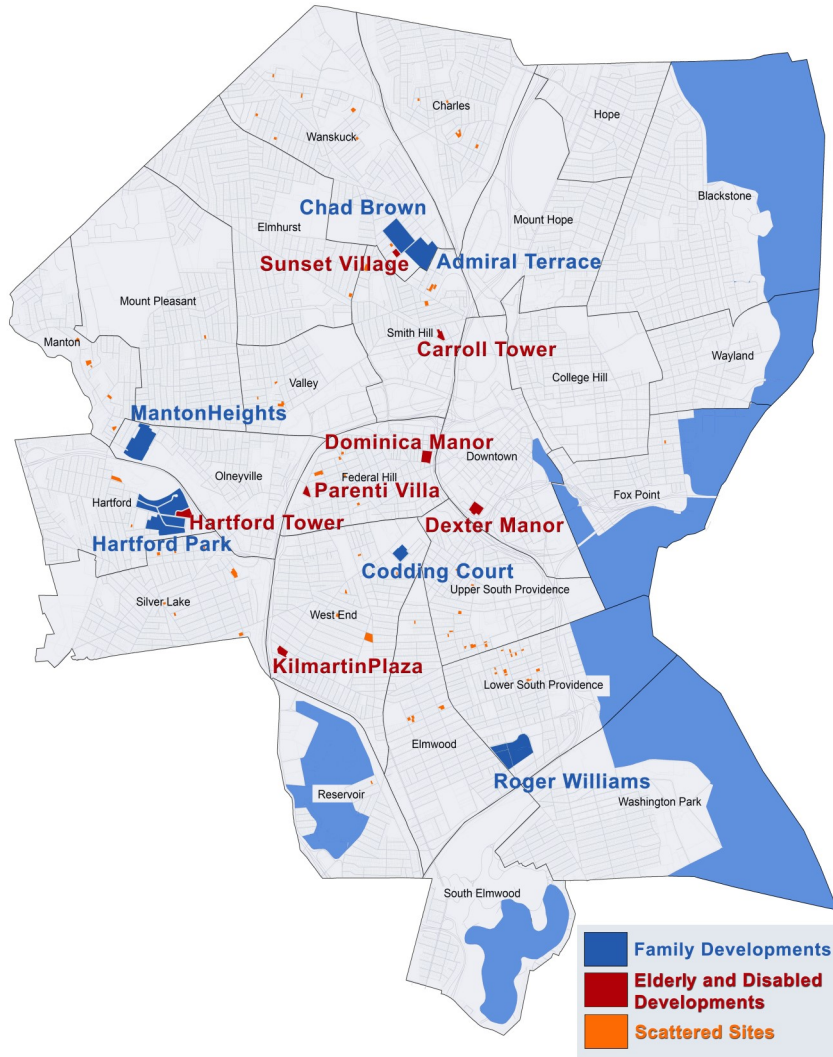 Charles
Hope
Wanskuck
Blackstone
Chad Brown
Mount Hope
Elmhurst
Sunset Village
Admiral Terrace
Mount Pleasant
Smith Hill
Manton
Carroll Tower
Wayland
College Hill
Valley
MantonHeights
Dominica Manor
Downtown
Olneyville
Federal Hill
Parenti Villa
Fox Point
Hartford
Hartford Tower
Dexter Manor
Hartford Park
Codding Court
Upper South Providence
Silver Lake
West End
KilmartinPlaza
Lower South Providence
Elmwood
Roger Williams
Reservoir
Washington Park
South Elmwood
Family Developments
Elderly and Disabled
Developments
Scattered Sites